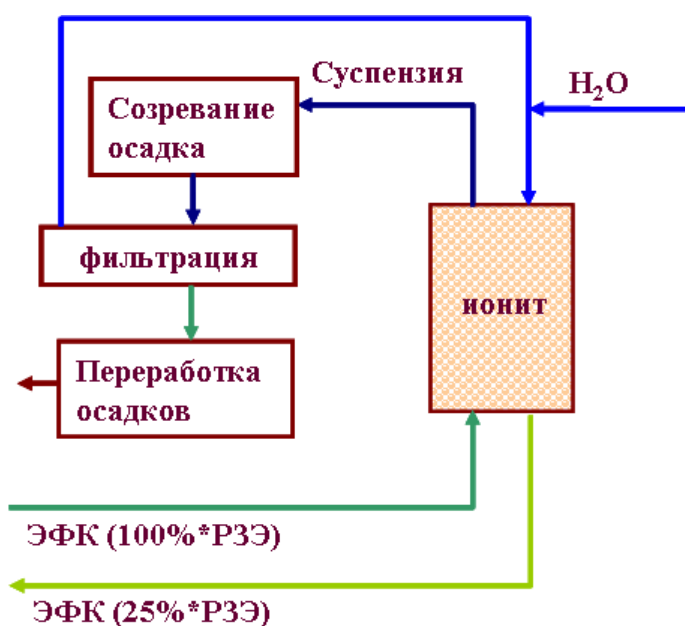 Суспензия
H₂O
Созревание
осадка
фильтрация
ионит
Переработка
осадков
ЭФК (100%*РЗЭ)
ЭФК (25%*РЗЭ)